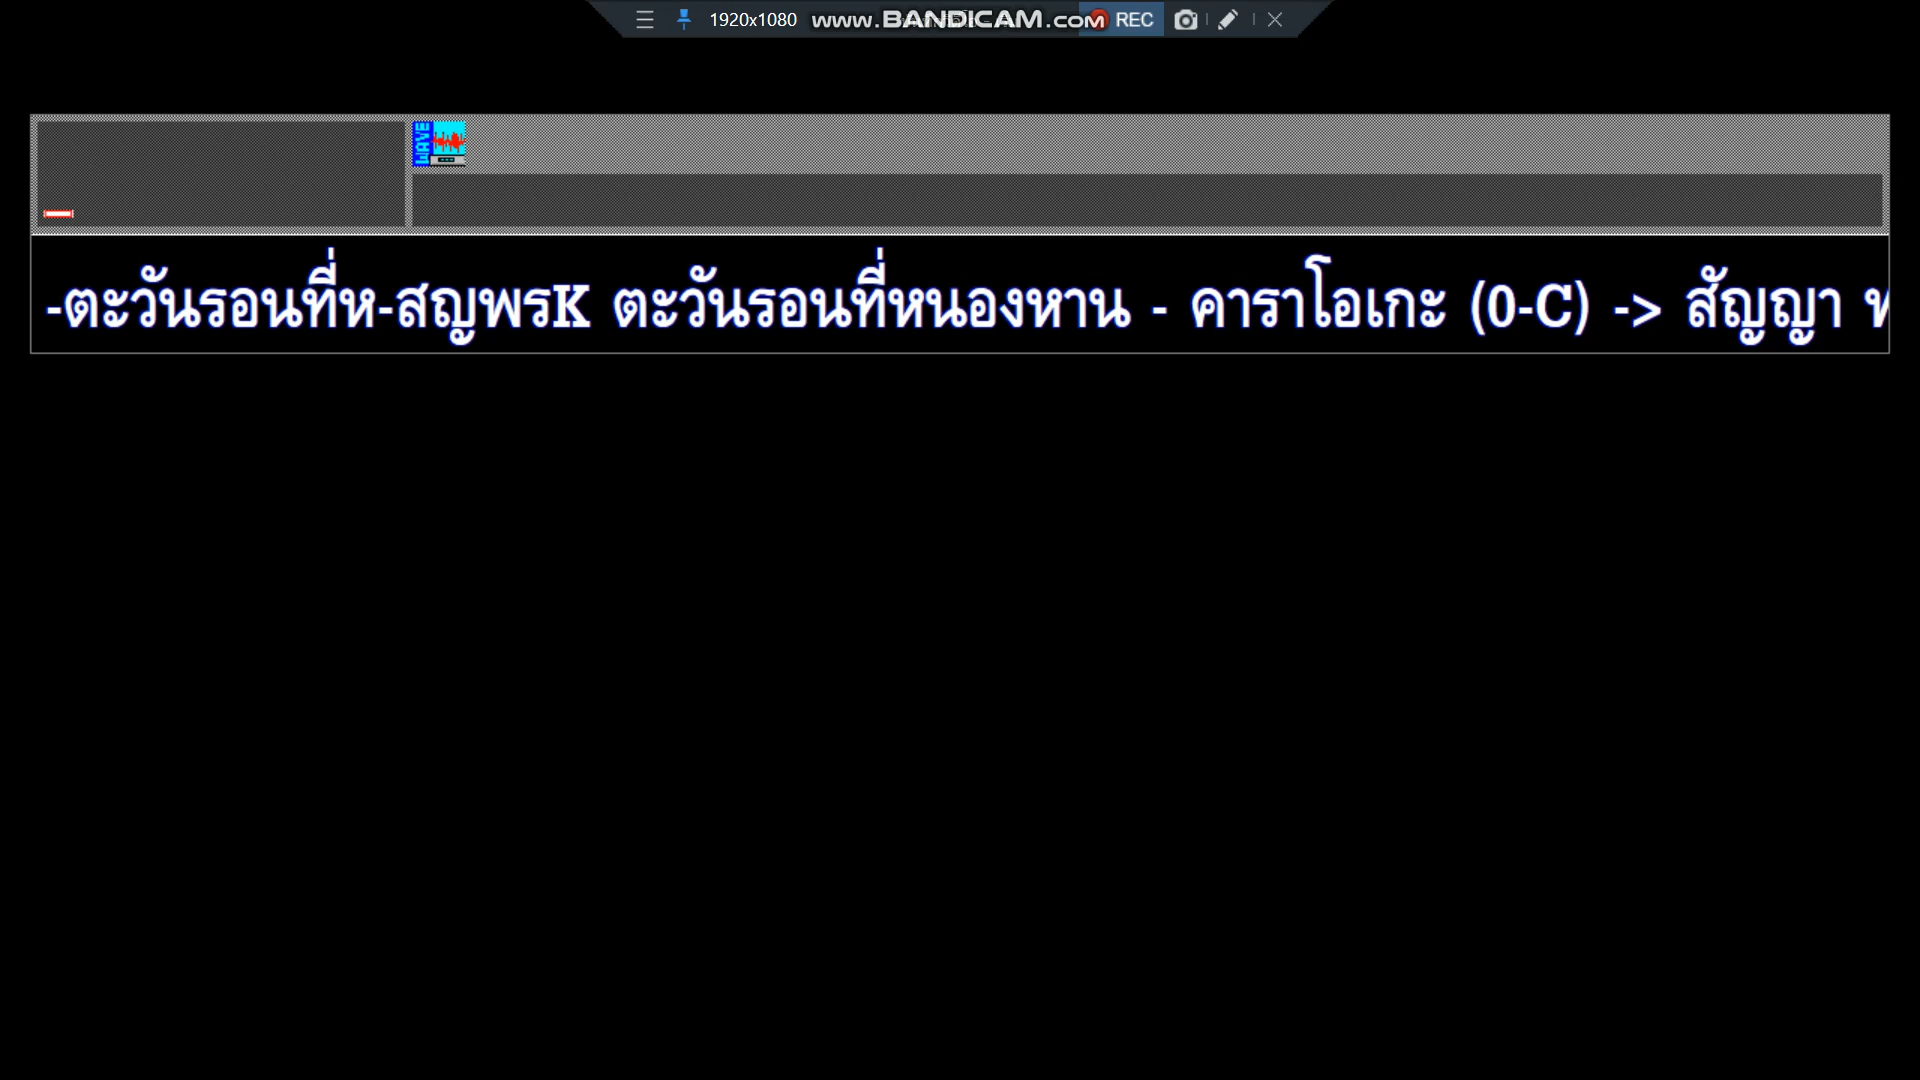 1920x1080 www.BANDICAM.com REC
WAVE
-ตะวันรอนที่ห-สญพรK ตะวันรอนที่หนองหาน - คาราโอเกะ (0-C) -> สัญญา